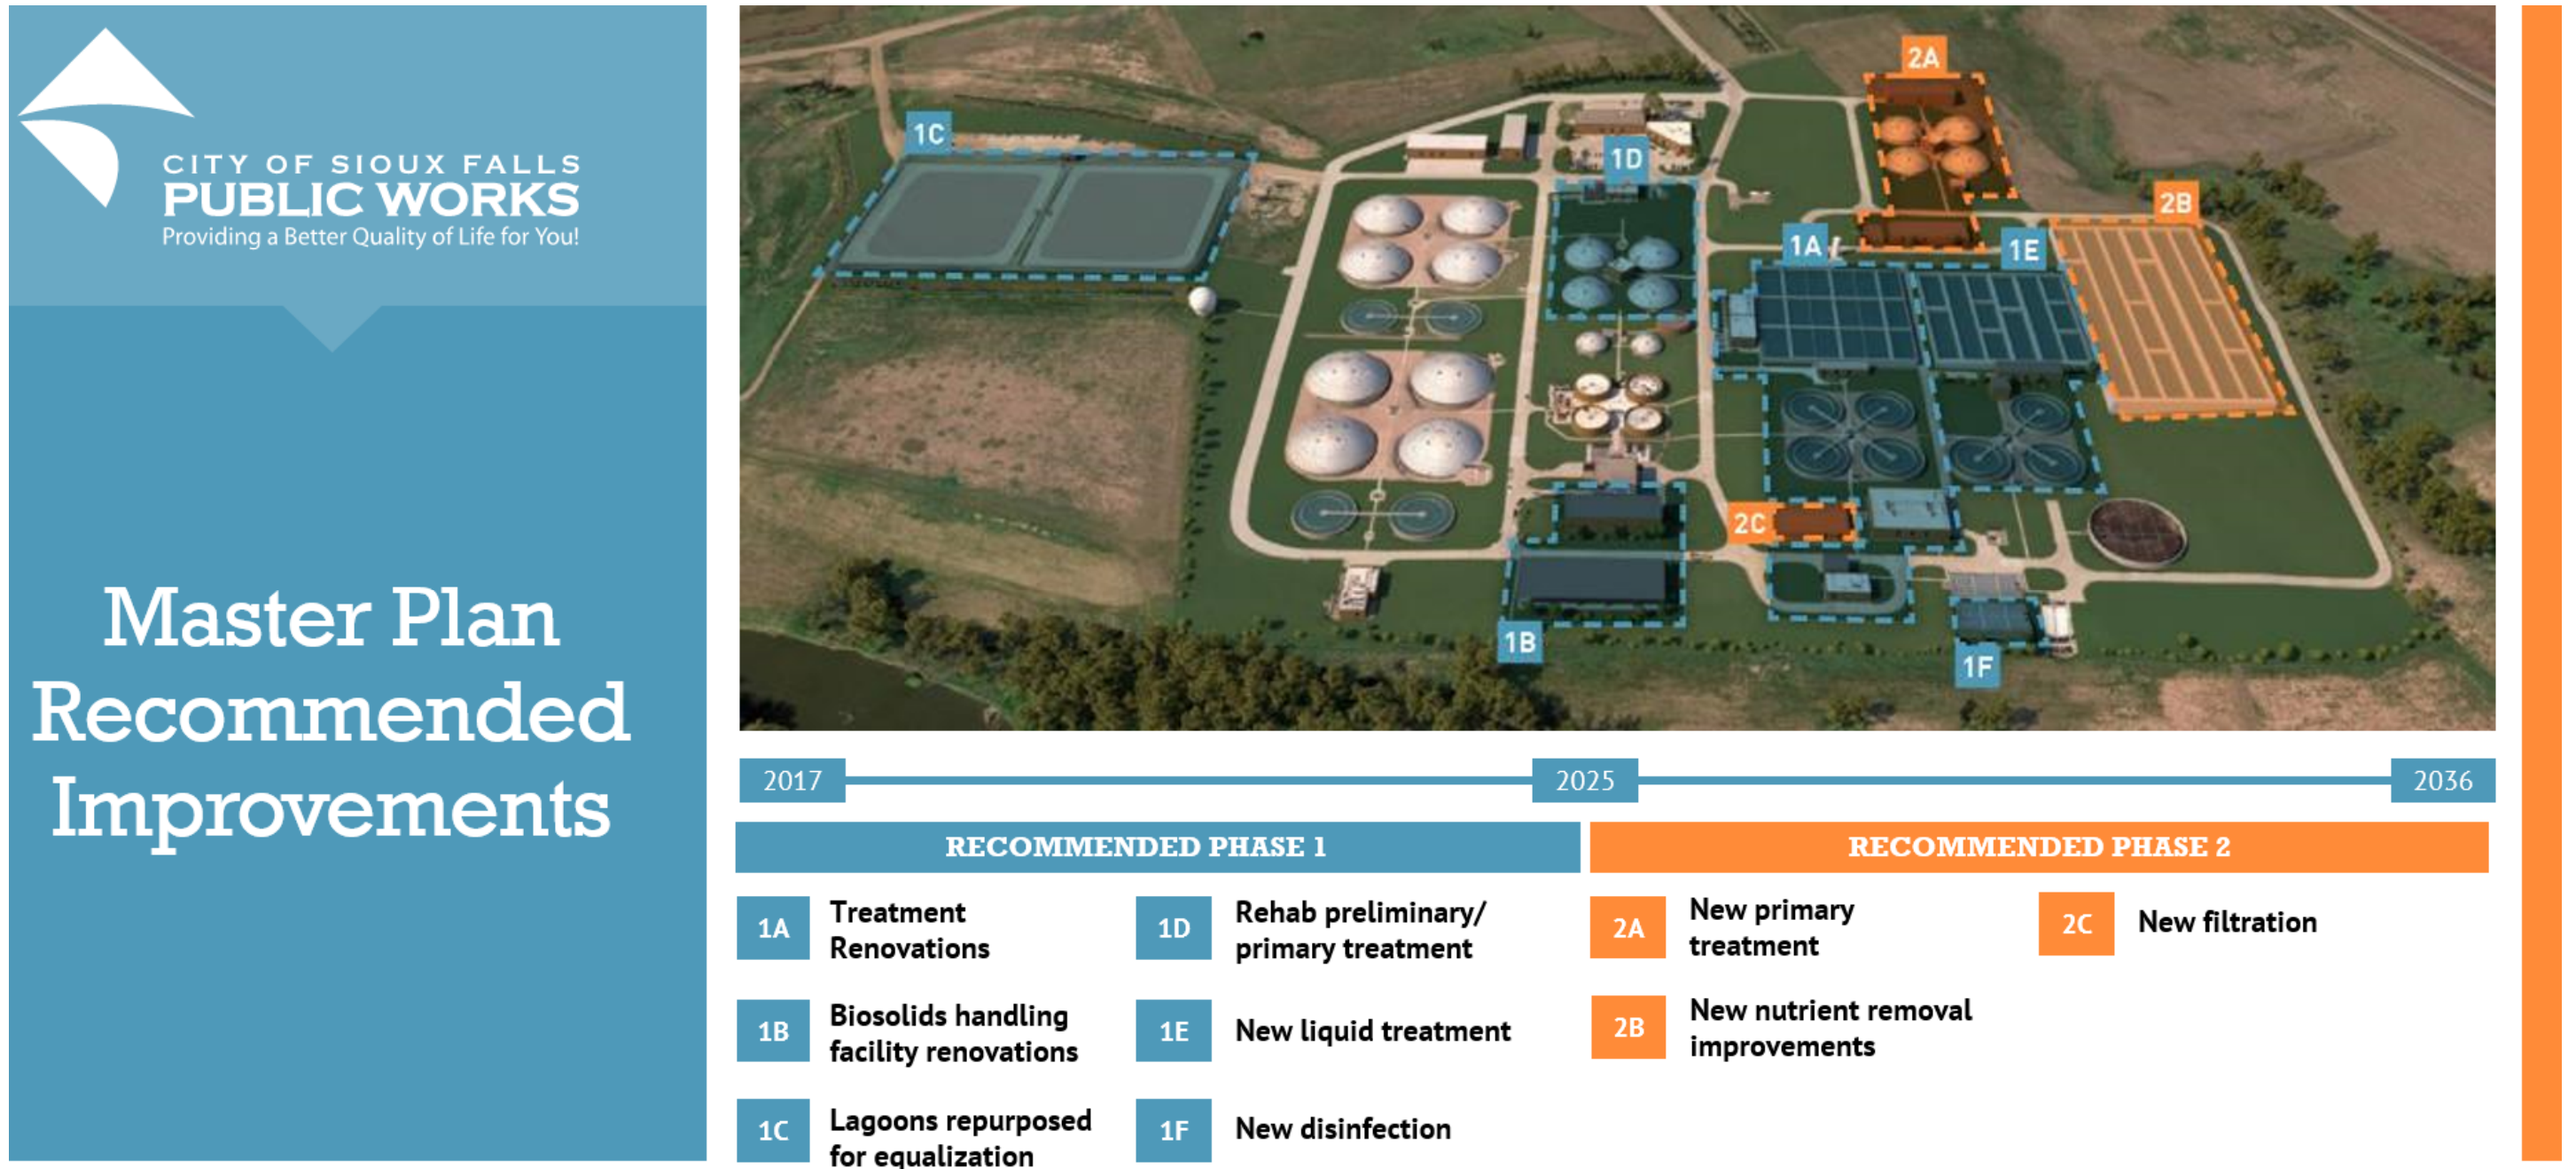 CITY OF SIOUX FALLS
PUBLIC WORKS
Providing a Better Quality of Life for You!
Master Plan
Recommended
Improvements
2A
1C
1D
2B
1A
1E
2C
1B
1F
2017
2025
2036
RECOMMENDED PHASE 1
RECOMMENDED PHASE 2
1A
Treatment
Renovations
1B
Biosolids handling
facility renovations
1C
Lagoons repurposed
for equalization
1D
Rehab preliminary/
primary treatment
1E
New liquid treatment
1F
New disinfection
2A
New primary
treatment
2B
New nutrient removal
improvements
2C
New filtration